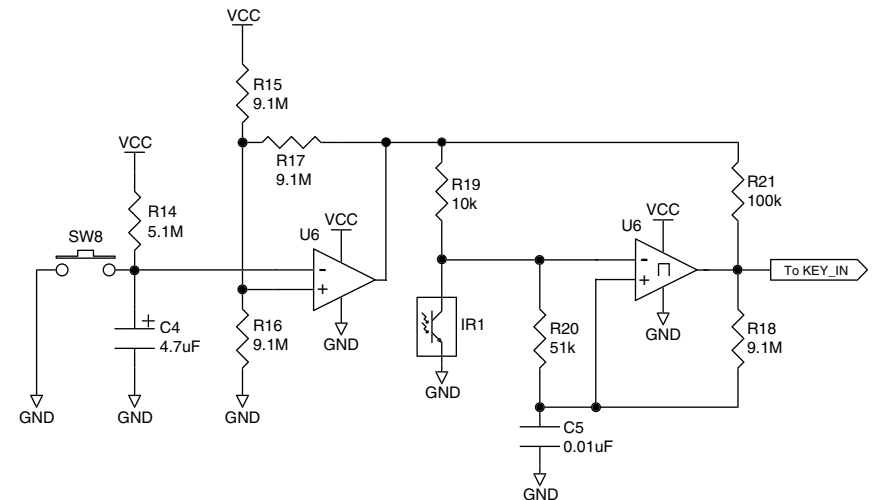 VCC
R15
9.1M
VCC
R17
9.1M
R14
5.1M
SW8
C4
4.7uF
+
U6
VCC
-
+
GND
R16
9.1M
GND
GND
GND
R19
10k
IR1
GND
R20
51k
C5
0.01uF
GND
U6
VCC
-
+
GND
R21
100k
To KEY_IN
R18
9.1M